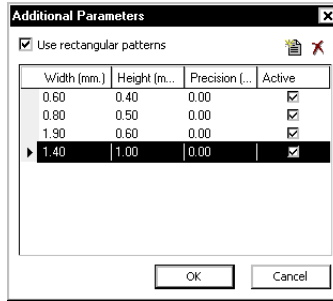 Additional Parameters
Use rectangular patterns
Width (mm.) Height (m... Precision (... Active
0.60 0.40 0.00
0.80 0.50 0.00
1.90 0.60 0.00
1.40 1.00 0.00
OK Cancel